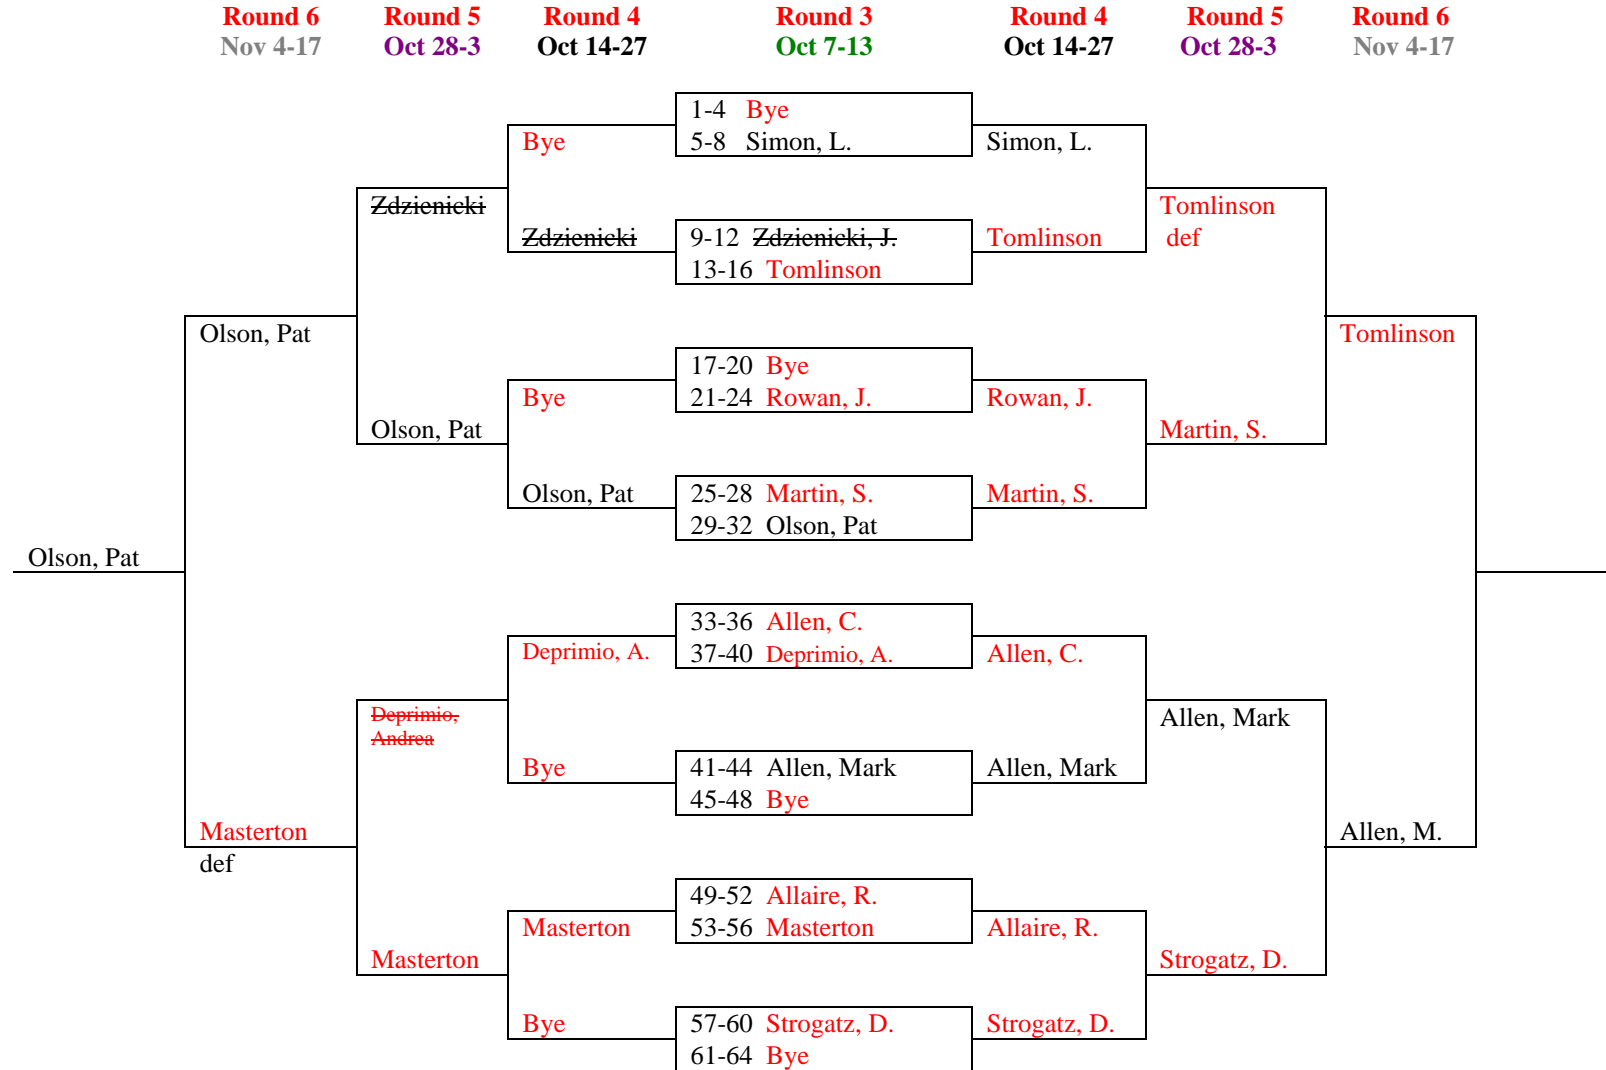 Round 6 Round 5 Round 4 Round 3 Round 4 Round 5 Round 6
Nov 4-17 Oct 28-3 Oct 14-27 Oct 7-13 Oct 14-27 Oct 28-3 Nov 4-17
1-4 Bye
Bye 5-8 Simon, L. Simon, L.
Zdzienicki Tomlinson
Zdzienicki 9-12 Zdzienicki, J. Tomlinson def
13-16 Tomlinson
Olson, Pat Tomlinson
17-20 Bye
Bye 21-24 Rowan, J. Rowan, J.
Olson, Pat Martin, S.
Olson, Pat 25-28 Martin, S. Martin, S.
29-32 Olson, Pat
Olson, Pat
33-36 Allen, C.
Deprimio, A. 37-40 Deprimio, A. Allen, C.
Deprimio, Allen, Mark
Andrea
Bye 41-44 Allen, Mark Allen, Mark
45-48 Bye
Masterton Allen, M.
def
49-52 Allaire, R.
Masterton 53-56 Masterton Allaire, R.
Masterton Strogatz, D.
Bye 57-60 Strogatz, D. Strogatz, D.
61-64 Bye